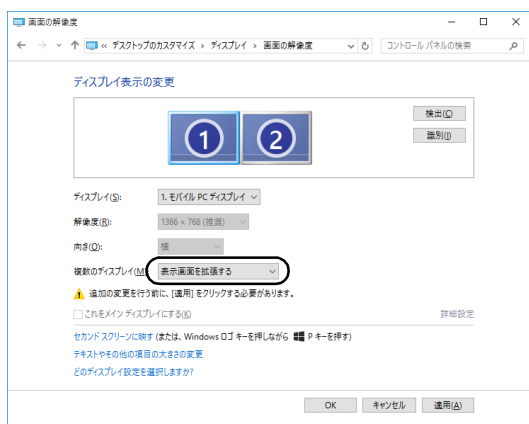 画面の解像度
« デスクトップのカスタマイズ › ディスプレイ › 画面の解像度
コントロール パネルの検索
ディスプレイ表示の変更
検出(C)
識別(I)
1
2
ディスプレイ(S):
1. モバイル PC ディスプレイ
解像度(R):
1366 × 768 (推奨)
向き(O):
横
複数のディスプレイ(M):
表示画面を拡張する
追加の変更を行う前に、[適用] をクリックする必要があります。
これをメイン ディスプレイにする(K)
詳細設定
セカンド スクリーンに映す (または、Windows ロゴ キーを押しながら P キーを押す)
テキストやその他の項目の大きさの変更
どのディスプレイ設定を選択しますか?
OK
キャンセル
適用(A)